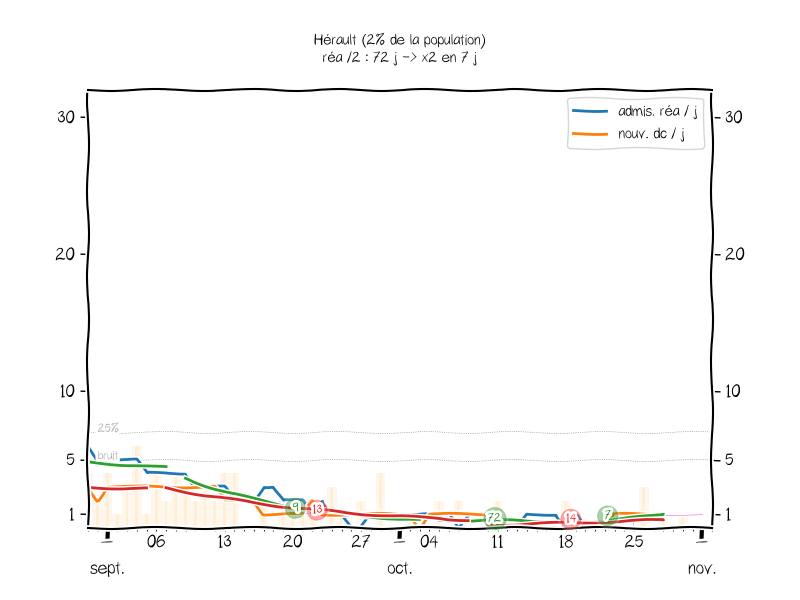 Hérault (2% de la population)
réa /2 : 72 j -> x2 en 7 j
admis. réa / j
nouv. dc / j
30 30
20 20
10 10
25%
5 bruit 5
9 13 72 14 7
1 1
06 13 20 27 04 11 18 25
sept. oct. nov.